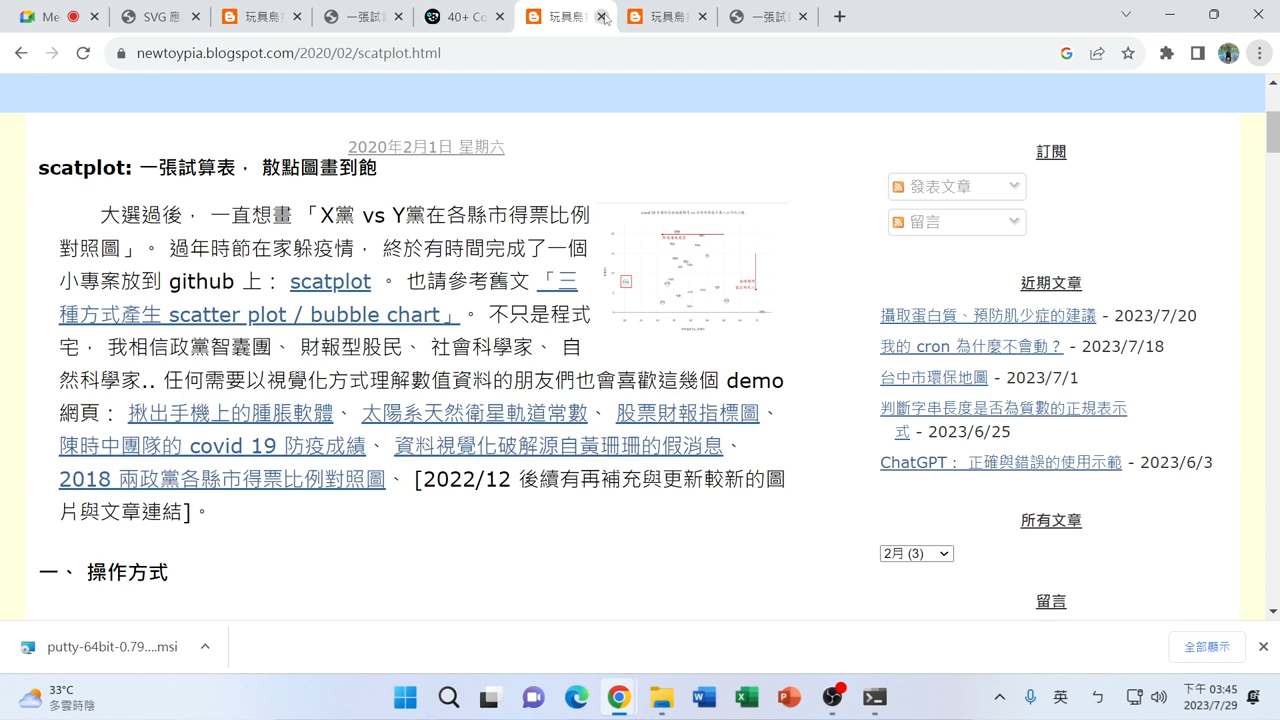 Me
SVG 應
玩具烏
一張試
40+ Co
玩具烏
玩具烏
一張試
newtoypia.blogspot.com/2020/02/scatplot.html
2020年2月1日 星期六
scatplot: 一張試算表， 散點圖畫到飽
大選過後， 一直想畫 「X黨 vs Y黨在各縣市得票比例
對照圖」 。 過年時節在家躲疫情， 終於有時間完成了一個
小專案放到 github 上： scatplot 。 也請參考舊文 「三
種方式產生 scatter plot / bubble chart」。 不只是程式
宅， 我相信政黨智囊團、 財報型股民、 社會科學家、 自
然科學家.. 任何需要以視覺化方式理解數值資料的朋友們也會喜歡這幾個 demo
網頁： 揪出手機上的腫脹軟體、 太陽系天然衛星軌道常數、 股票財報指標圖、
陳時中團隊的 covid 19 防疫成績、 資料視覺化破解源自黃珊珊的假消息、
2018 兩政黨各縣市得票比例對照圖、 [2022/12 後續有再補充與更新較新的圖
片與文章連結]。
一、 操作方式
訂閱
發表文章
留言
近期文章
攝取蛋白質、預防肌少症的建議 - 2023/7/20
我的 cron 為什麼不會動？ - 2023/7/18
台中市環保地圖 - 2023/7/1
判斷字串長度是否為質數的正規表示
式 - 2023/6/25
ChatGPT： 正確與錯誤的使用示範 - 2023/6/3
所有文章
2月 (3)
留言
putty-64bit-0.79....msi
全部顯示
33°C
多雲時陰
英
ㄅ
下午 03:45
2023/7/29